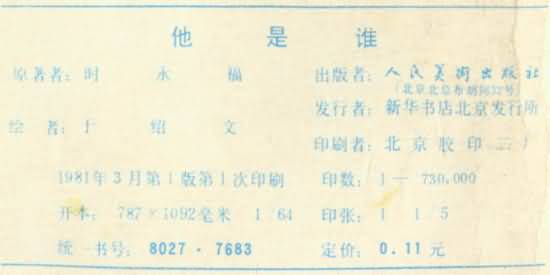 他是谁
原著者：时永福
绘者：于绍文
1981年3月第1版第1次印刷
开本：787×1092毫米 1/64
统一书号：8027·7683
出版者：人民美术出版社
（北京北总布胡同32号）
发行者：新华书店北京发行所
印刷者：北京胶印
印数：1—730,000
印张：1 1/5
定价：0.11元